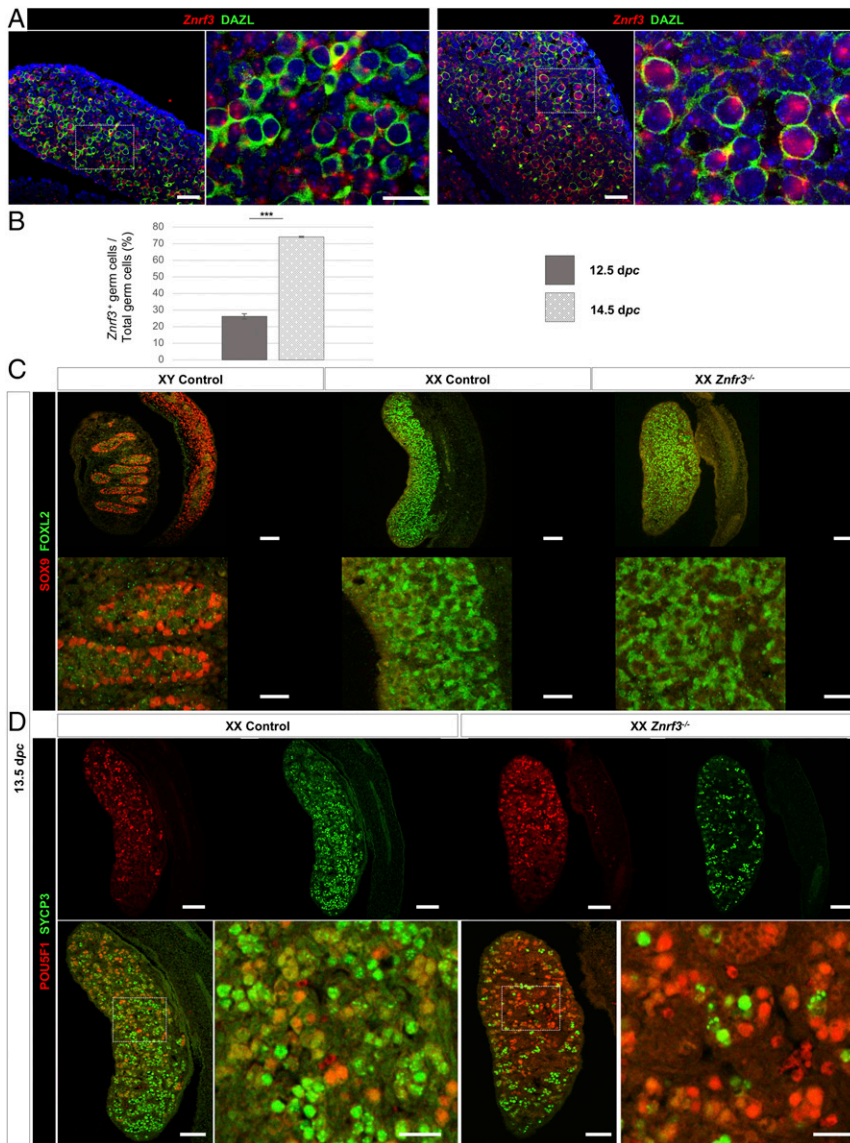 A
Znrf3 DAZL
Znrf3 DAZL
B
Znrf3+ germ cells /
Total germ cells (%)
80
70
60
50
40
30
20
10
0
***
12.5 dpc
14.5 dpc
C
XY Control
XX Control
XX Znfr3-/-
SOX9 FOXL2
D
XX Control
XX Znrf3-/-
13.5 dpc
POU5F1 SYCP3